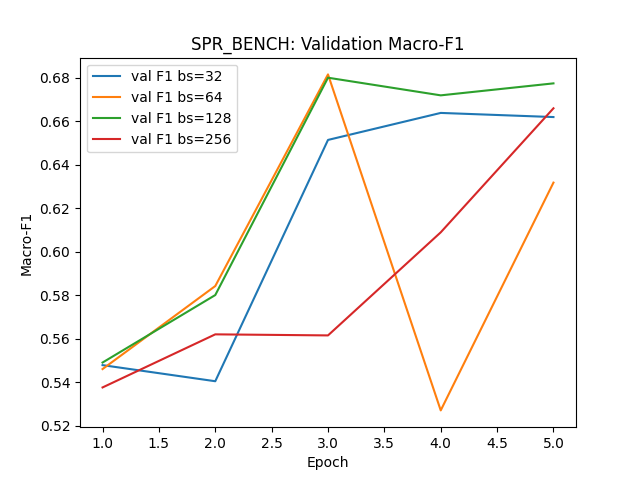 SPR_BENCH: Validation Macro-F1
val F1 bs=32
val F1 bs=64
val F1 bs=128
val F1 bs=256
Macro-F1
0.68
0.66
0.64
0.62
0.60
0.58
0.56
0.54
0.52
1.0 1.5 2.0 2.5 3.0 3.5 4.0 4.5 5.0
Epoch